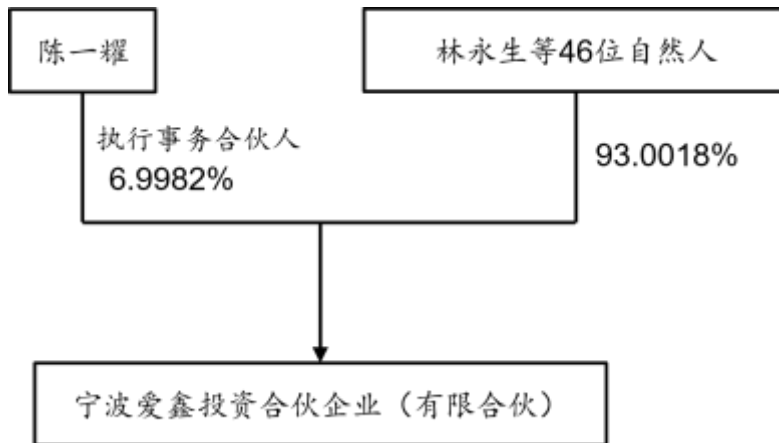 陈一耀
林永生等46位自然人
执行事务合伙人
6.9982%
93.0018%
宁波爱鑫投资合伙企业（有限合伙）